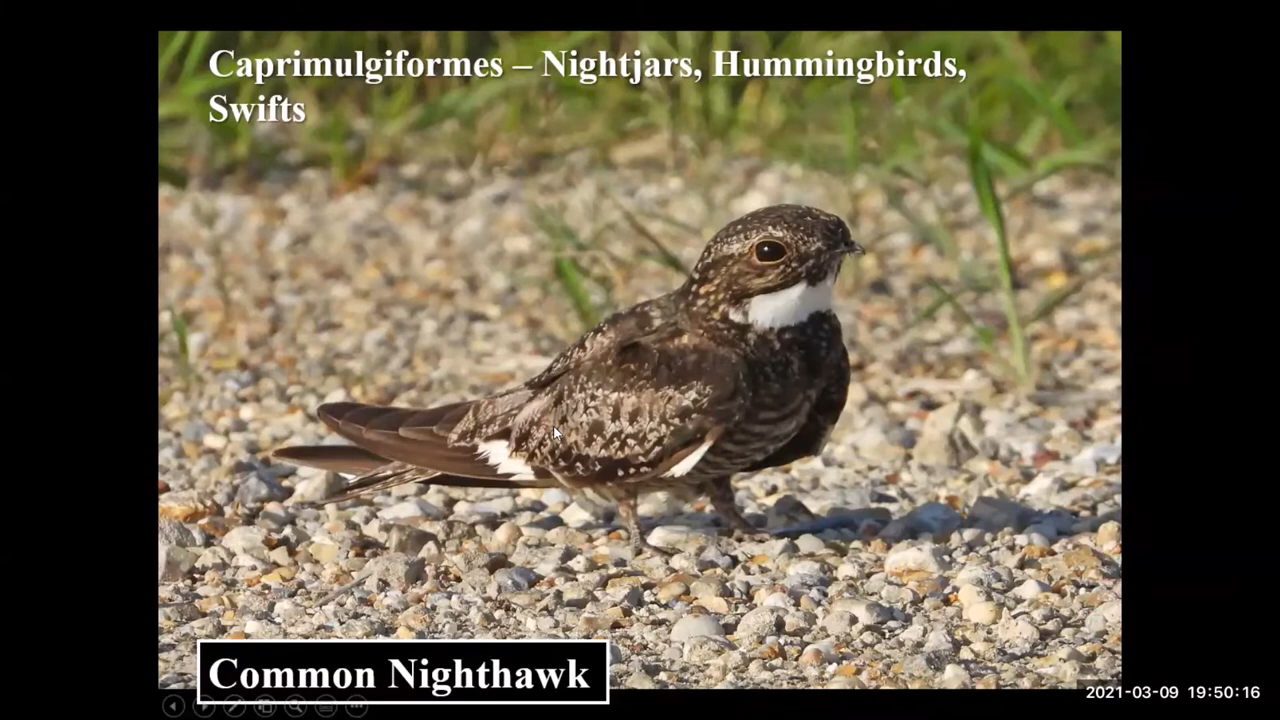 Caprimulgiformes – Nightjars, Hummingbirds,
Swifts
Common Nighthawk
2021-03-09 19:50:16